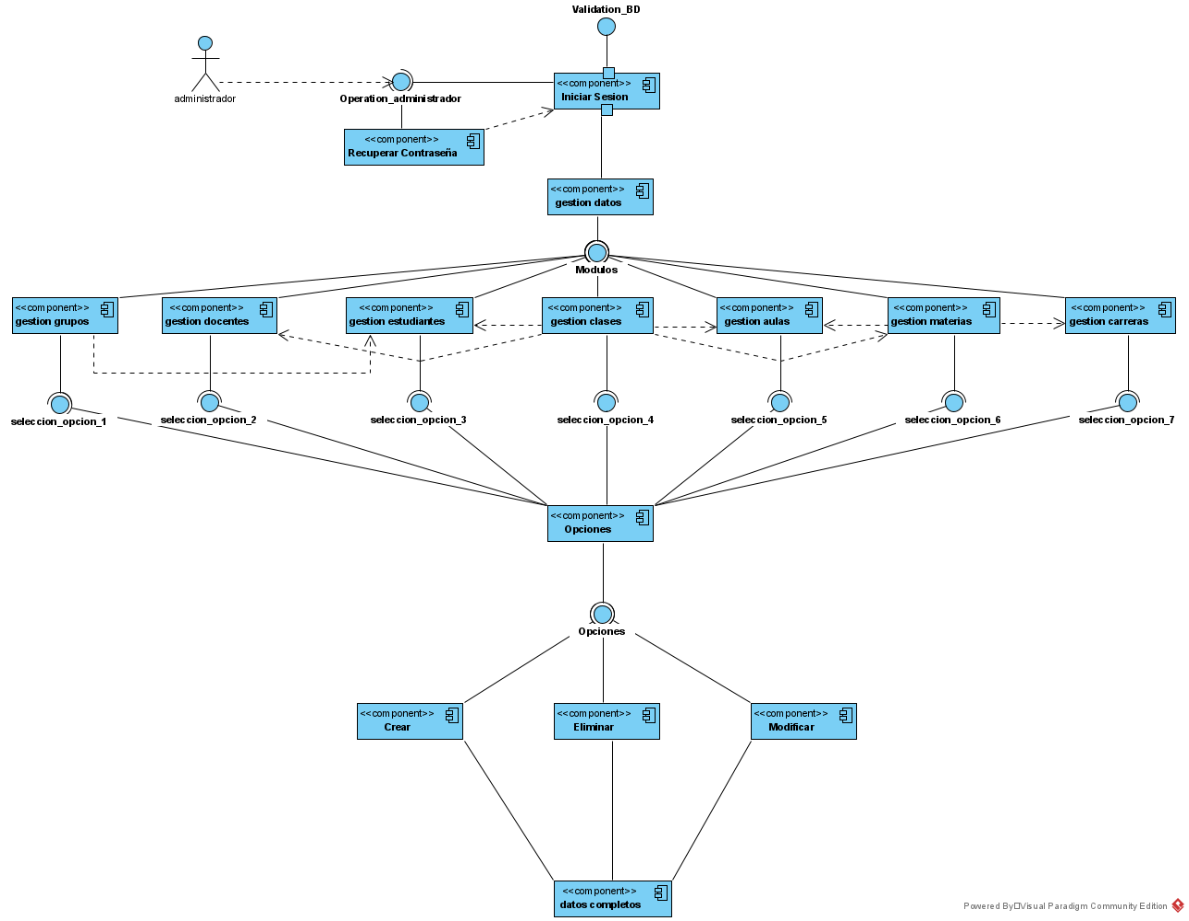 Validation_BD
administrador
Operation_administrador
<<component>>
Iniciar Sesion
<<component>>
Recuperar Contraseña
<<component>>
gestion datos
Modulos
<<component>>
gestion grupos
<<component>>
gestion docentes
<<component>>
gestion estudiantes
<<component>>
gestion clases
<<component>>
gestion aulas
<<component>>
gestion materias
<<component>>
gestion carreras
seleccion_opcion_1
seleccion_opcion_2
seleccion_opcion_3
seleccion_opcion_4
seleccion_opcion_5
seleccion_opcion_6
seleccion_opcion_7
<<component>>
Opciones
Opciones
<<component>>
Crear
<<component>>
Eliminar
<<component>>
Modificar
<<component>>
datos completos
Powered By Visual Paradigm Community Edition